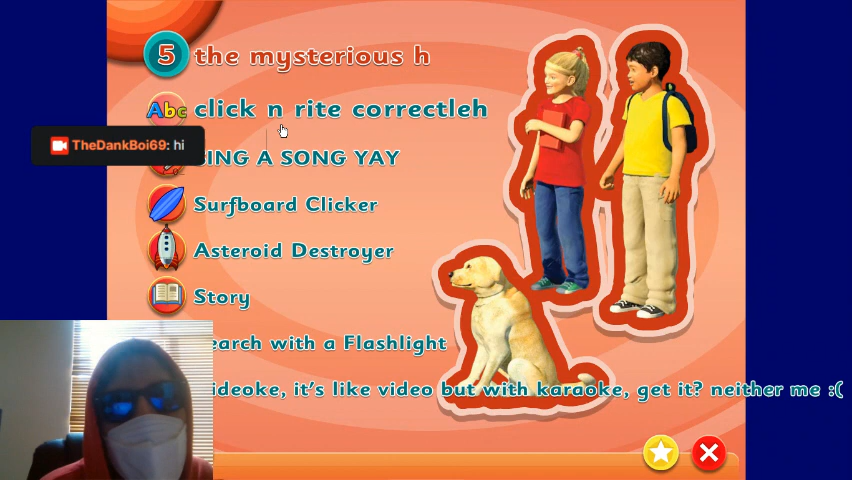 5 the mysterious h
Abc click n rite correctleh
TheDankBoi69: hi
SING A SONG YAY
Surfboard Clicker
Asteroid Destroyer
Story
earch with a Flashlight
ideoke, it's like video but with karaoke, get it? neither me :(